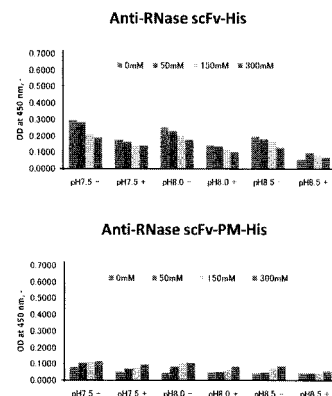 Anti-RNase scFv-His
0mM 50mM 150mM 300mM
OD at 450 nm, -
0.7000
0.6000
0.5000
0.4000
0.3000
0.2000
0.1000
0.0000
pH7.5 − pH7.5 + pH8.0 − pH8.0 + pH8.5 - pH8.5 +
Anti-RNase scFv-PM-His
0mM 50mM 150mM 300mM
OD at 450 nm, -
0.7000
0.6000
0.5000
0.4000
0.3000
0.2000
0.1000
0.0000
pH7.5 − pH7.5 + pH8.0 − pH8.0 + pH8.5 − pH8.5 +